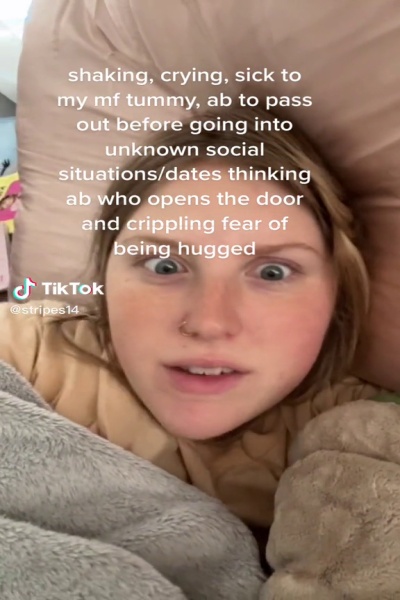 shaking, crying, sick to
my mf tummy, ab to pass
out before going into
unknown social
situations/dates thinking
ab who opens the door
and crippling fear of
being hugged
TikTok
@stripes14